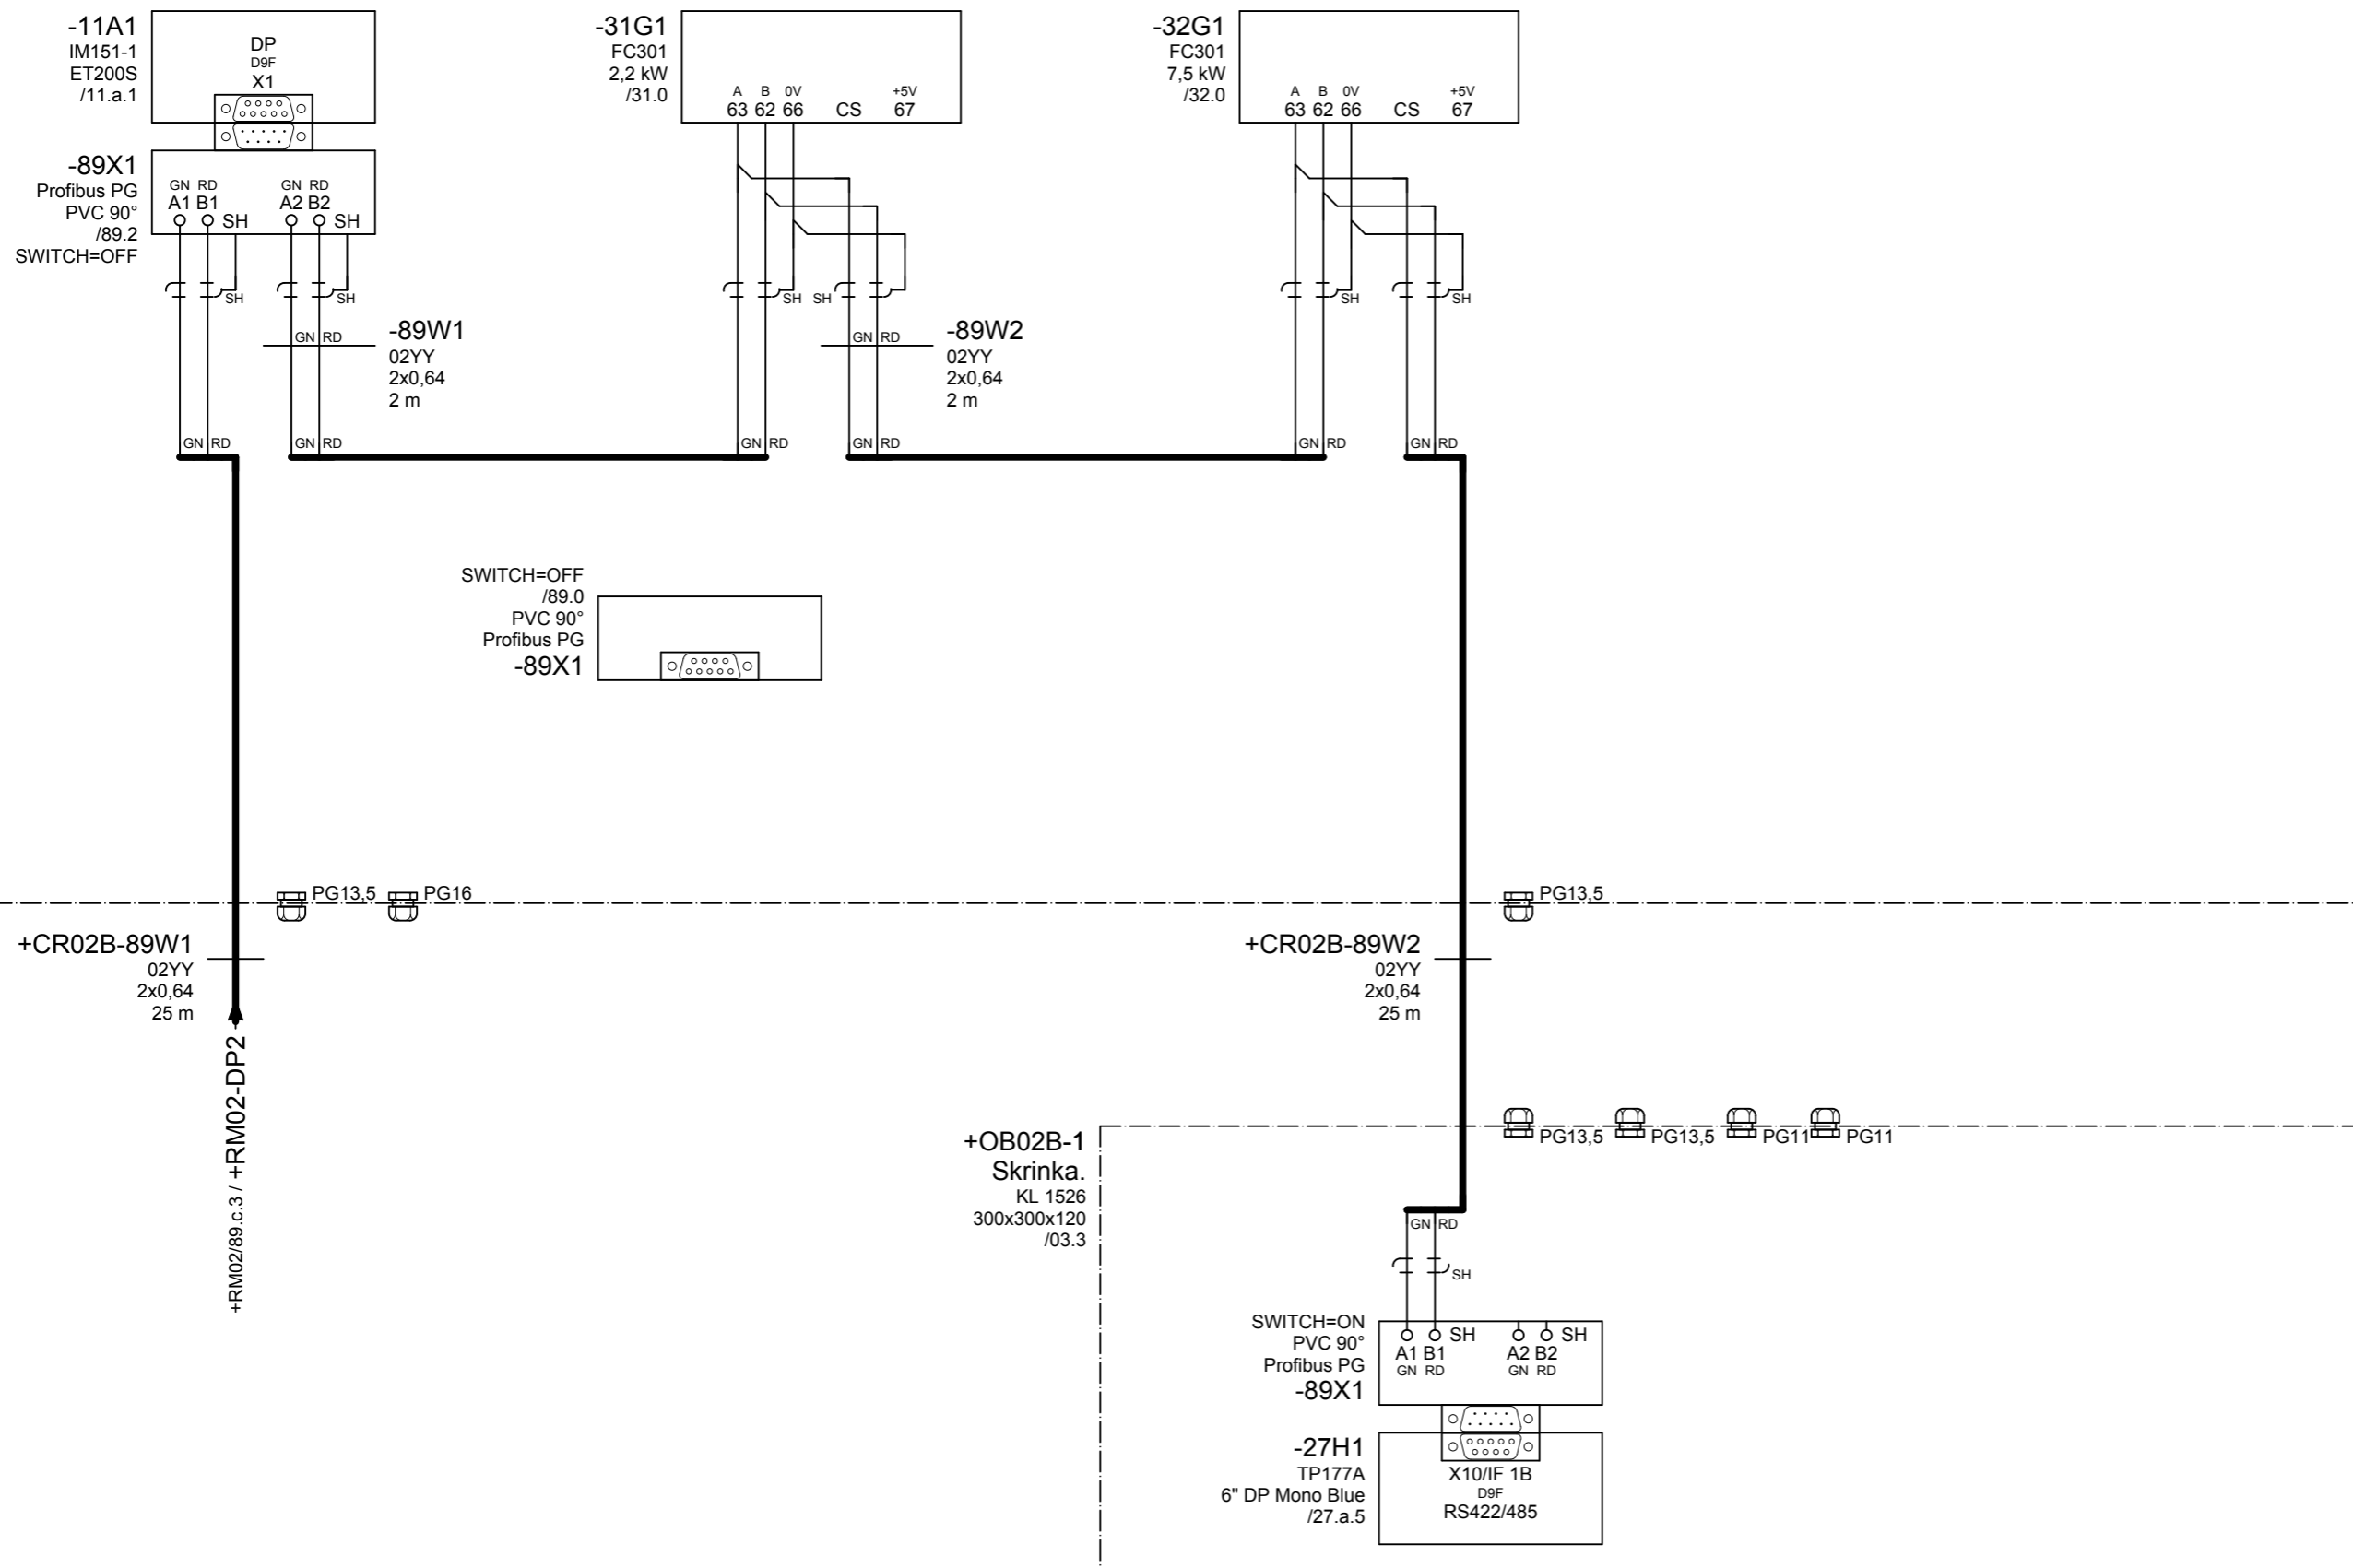 -11A1
IM151-1
ET200S
/11.a.1
DP
D9F
X1
-89X1
Profibus PG
PVC 90°
/89.2
SWITCH=OFF
GN RD GN RD
A1 B1 A2 B2
SH SH
SH SH
GN RD
-89W1
02YY
2x0,64
2 m
GN RD GN RD
-31G1
FC301
2,2 kW
/31.0
A B 0V +5V
63 62 66 CS 67
SH SH
GN RD
-89W2
02YY
2x0,64
2 m
GN RD GN RD
-32G1
FC301
7,5 kW
/32.0
A B 0V +5V
63 62 66 CS 67
SH SH
GN RD GN RD
SWITCH=OFF
/89.0
PVC 90°
Profibus PG
-89X1
PG13,5 PG16 PG13,5
+CR02B-89W1
02YY
2x0,64
25 m
+RM02/89.c.3 / +RM02-DP2
+CR02B-89W2
02YY
2x0,64
25 m
PG13,5 PG13,5 PG11 PG11
+OB02B-1
Skrinka.
KL 1526
300x300x120
/03.3
GN RD
SH
SWITCH=ON
PVC 90°
Profibus PG
-89X1
SH SH
A1 B1 A2 B2
GN RD GN RD
-27H1
TP177A
6" DP Mono Blue
/27.a.5
X10/IF 1B
D9F
RS422/485